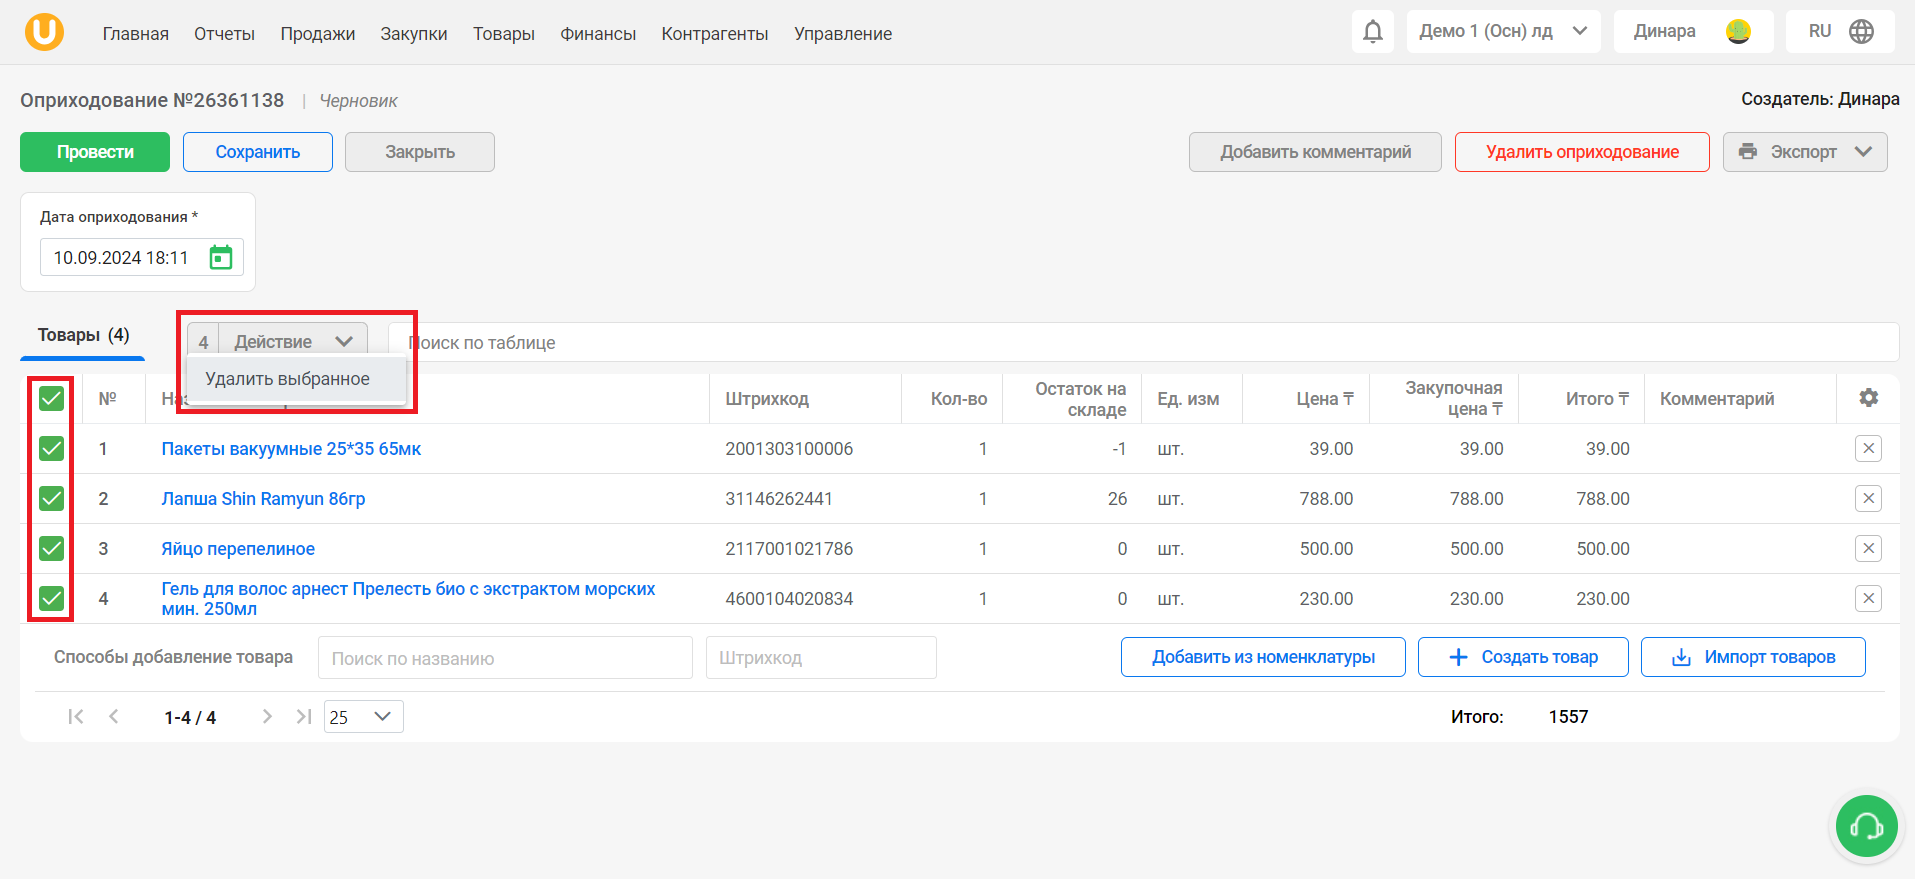 Главная Отчеты Продажи Закупки Товары Финансы Контрагенты Управление Демо 1 (Осн) лд Динара RU
Оприходование №26361138 | Черновик Создатель: Динара
Провести Сохранить Закрыть Добавить комментарий Удалить оприходование Экспорт
Дата оприходования *
10.09.2024 18:11
Товары (4) 4 Действие Поиск по таблице
Удалить выбранное
№ Штрихкод Кол-во Остаток на складе Ед. изм Цена ₸ Закупочная цена ₸ Итого ₸ Комментарий
1 Пакеты вакуумные 25*35 65мк 2001303100006 1 -1 шт. 39.00 39.00 39.00
2 Лапша Shin Ramyun 86гр 31146262441 1 26 шт. 788.00 788.00 788.00
3 Яйцо перепелиное 2117001021786 1 0 шт. 500.00 500.00 500.00
4 Гель для волос арнест Прелесть био с экстрактом морских мин. 250мл 4600104020834 1 0 шт. 230.00 230.00 230.00
Способы добавление товара Поиск по названию Штрихкод Добавить из номенклатуры Создать товар Импорт товаров
1-4 / 4 25 Итого: 1557